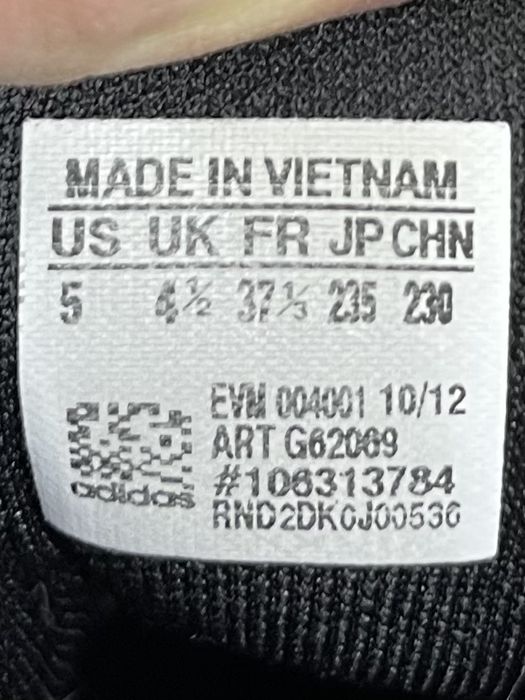 MADE IN VIETNAM
US UK FR JP CHN
5 4½ 37⅓ 235 230
EVM 004001 10/12
ART G62069
#106313784
RND2DK0J00536
adidas